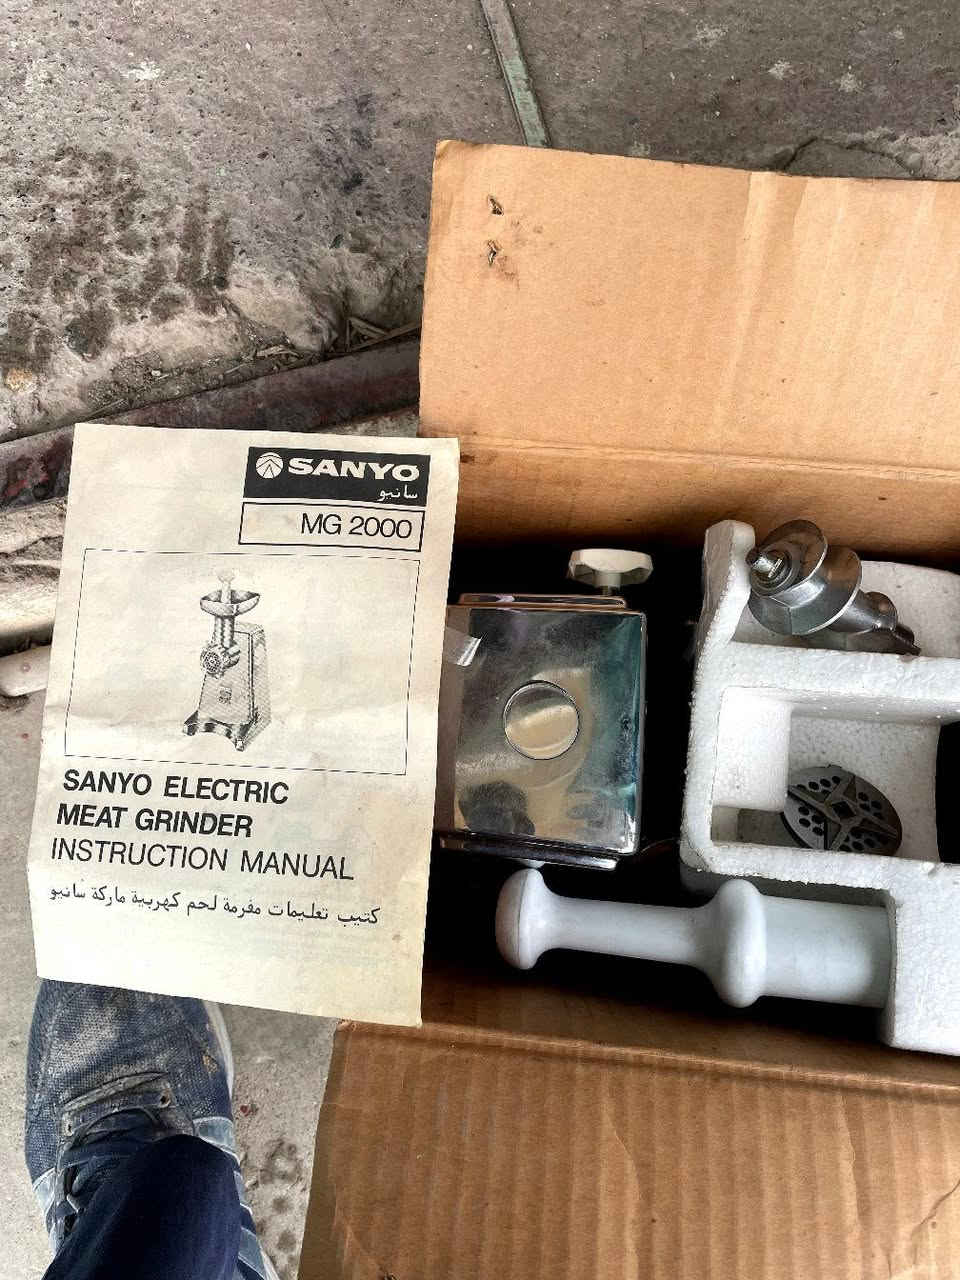 SANYO
سانيو
MG 2000
SANYO ELECTRIC
MEAT GRINDER
INSTRUCTION MANUAL
كتيب تعليمات مفرمة لحم كهربية ماركة سانيو